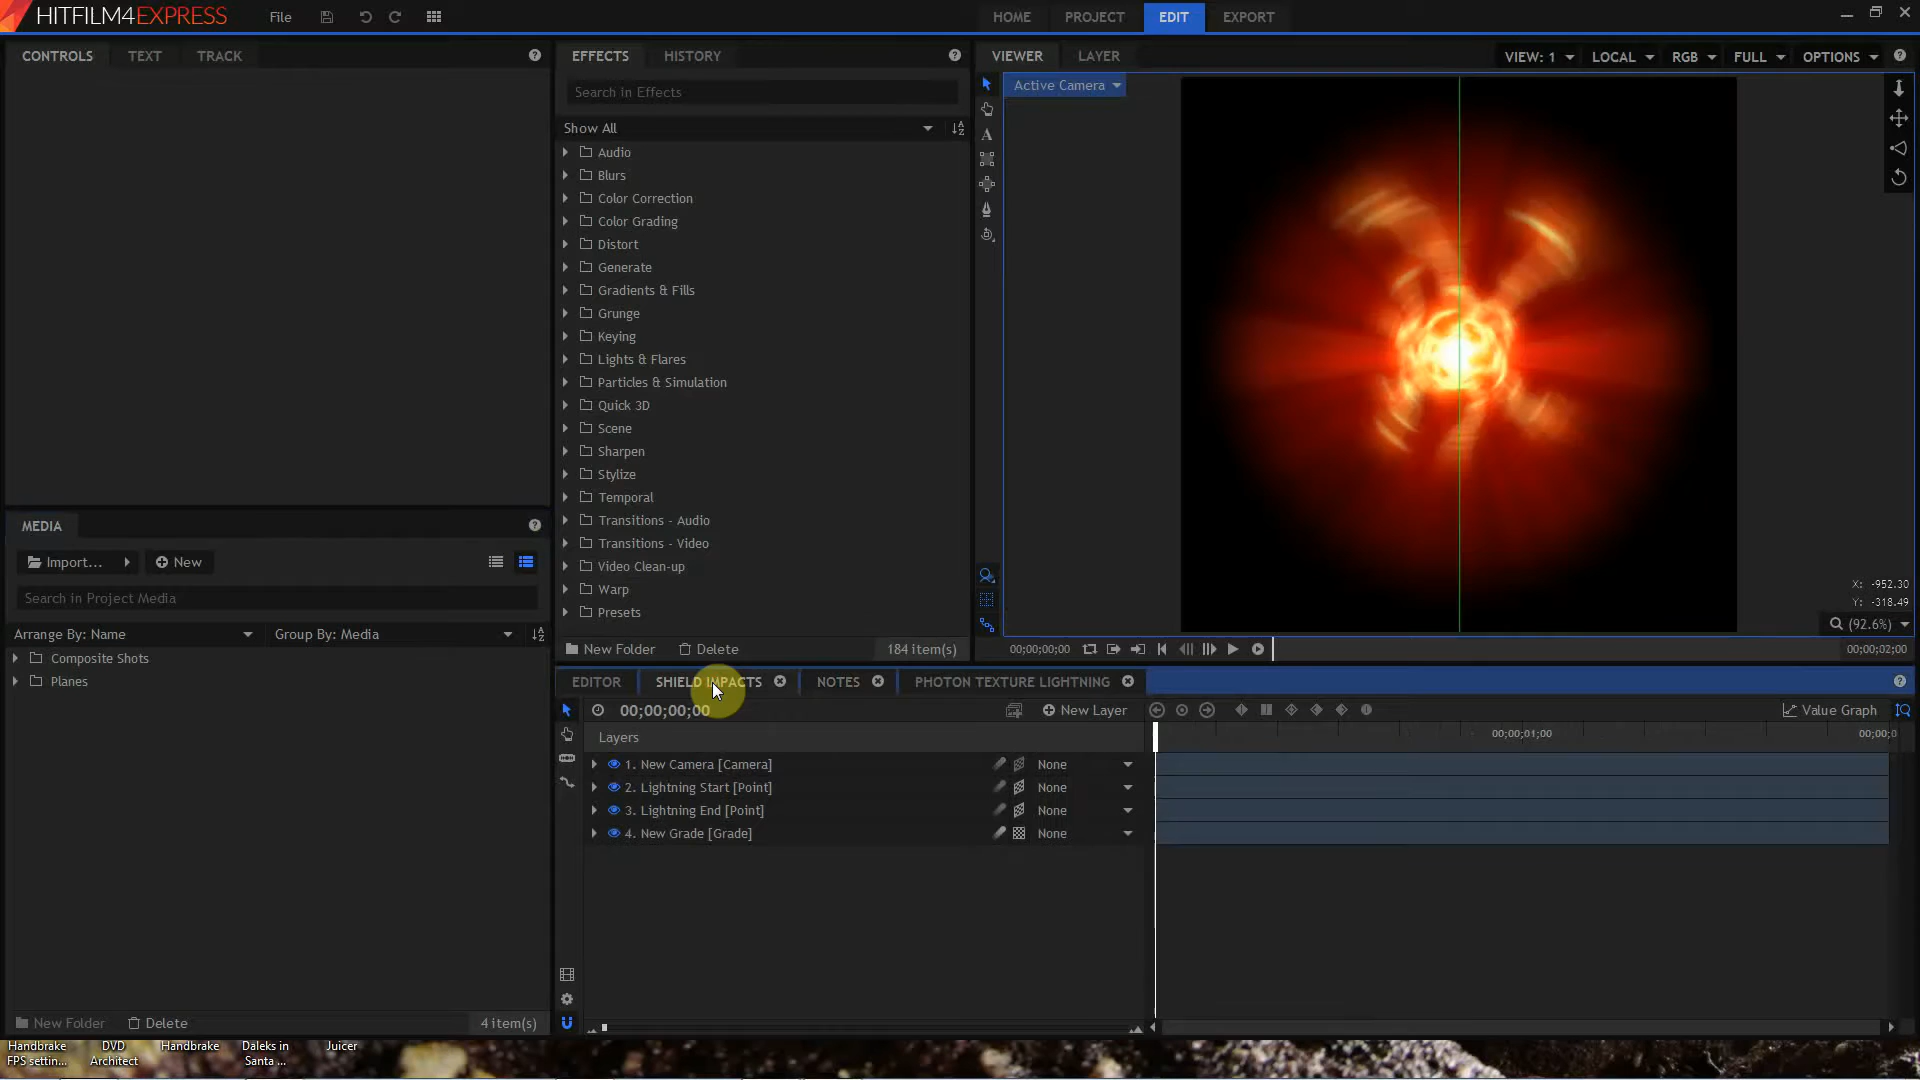 HITFILM4EXPRESS File HOME PROJECT EDIT EXPORT
CONTROLS TEXT TRACK
EFFECTS HISTORY
Search in Effects
Show All
Audio
Blurs
Color Correction
Color Grading
Distort
Generate
Gradients & Fills
Grunge
Keying
Lights & Flares
Particles & Simulation
Quick 3D
Scene
Sharpen
Stylize
Temporal
Transitions - Audio
Transitions - Video
Video Clean-up
Warp
Presets
New Folder Delete 184 item(s)
VIEWER LAYER VIEW: 1 LOCAL RGB FULL OPTIONS
Active Camera
X: -952.30
Y: -318.49
(92.6%)
00;00;00;00 00;00;02;00
MEDIA
Import... New
Search in Project Media
Arrange By: Name Group By: Media
Composite Shots
Planes
New Folder Delete 4 item(s)
EDITOR SHIELD IMPACTS NOTES PHOTON TEXTURE LIGHTNING
00;00;00;00 New Layer Value Graph
Layers 00;00;01;00 00;00;0
1. New Camera [Camera] None
2. Lightning Start [Point] None
3. Lightning End [Point] None
4. New Grade [Grade] None
Handbrake
FPS settin...
DVD
Architect
Handbrake
Daleks in
Santa ...
Juicer